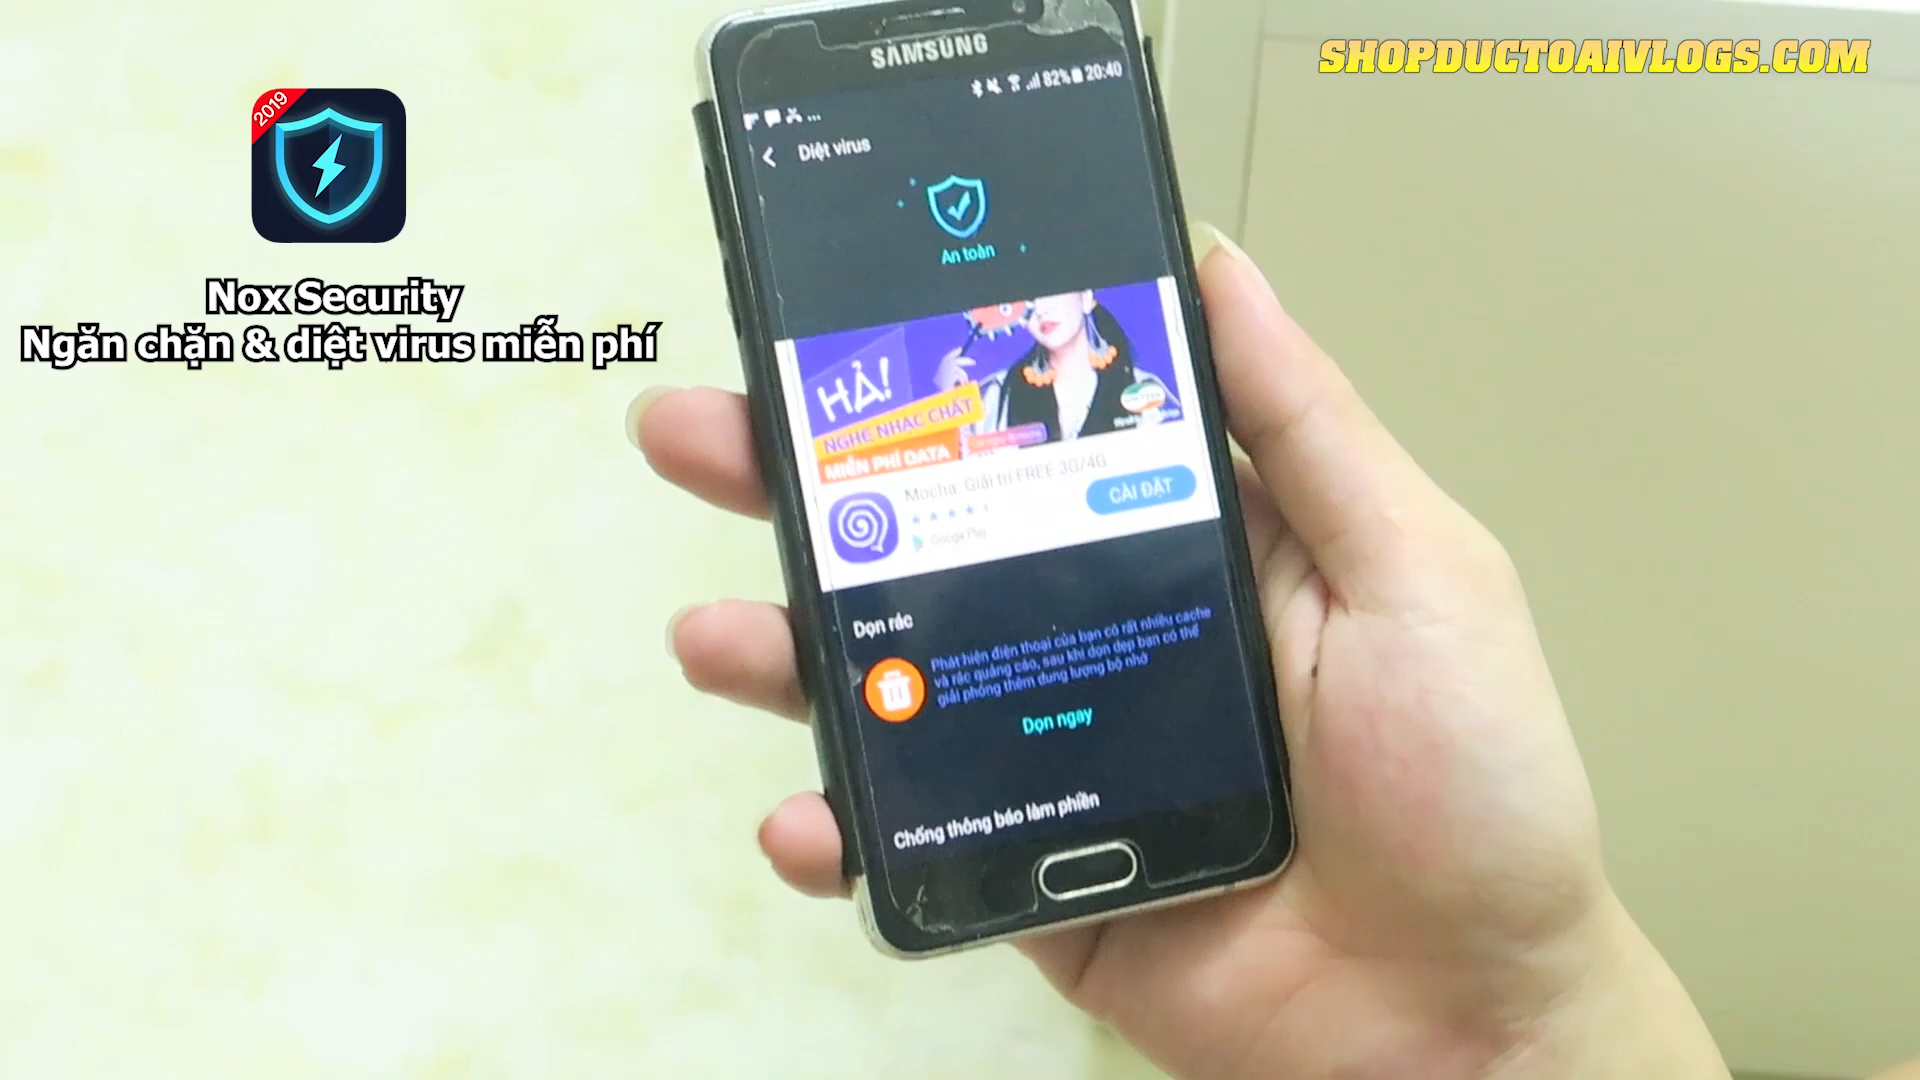 SHOPDUCTOAIVLOGS.COM
2019
Nox Security
Ngăn chặn & diệt virus miễn phí
SAMSUNG
82% 20:40
Diệt virus
An toàn
HẢ!
NGHE NHẠC CHẤT
MIỄN PHÍ DATA
Mocha: Giải trí FREE 3G/4G
CÀI ĐẶT
Google Play
Dọn rác
Phát hiện điện thoại của bạn có rất nhiều cache
và rác quảng cáo, sau khi dọn dẹp bạn có thể
giải phóng thêm dung lượng bộ nhớ
Dọn ngay
Chống thông báo làm phiền